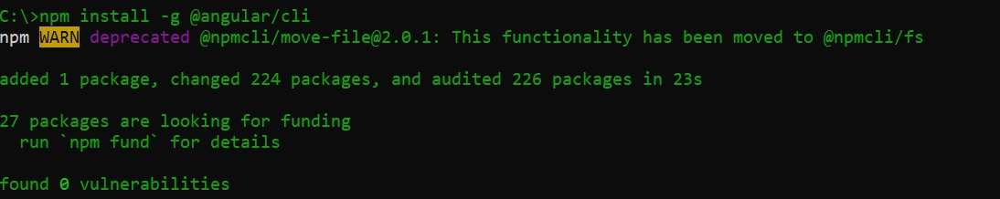 C:\>npm install -g @angular/cli
npm WARN deprecated @npmcli/move-file@2.0.1: This functionality has been moved to @npmcli/fs
added 1 package, changed 224 packages, and audited 226 packages in 23s
27 packages are looking for funding
run `npm fund` for details
found 0 vulnerabilities